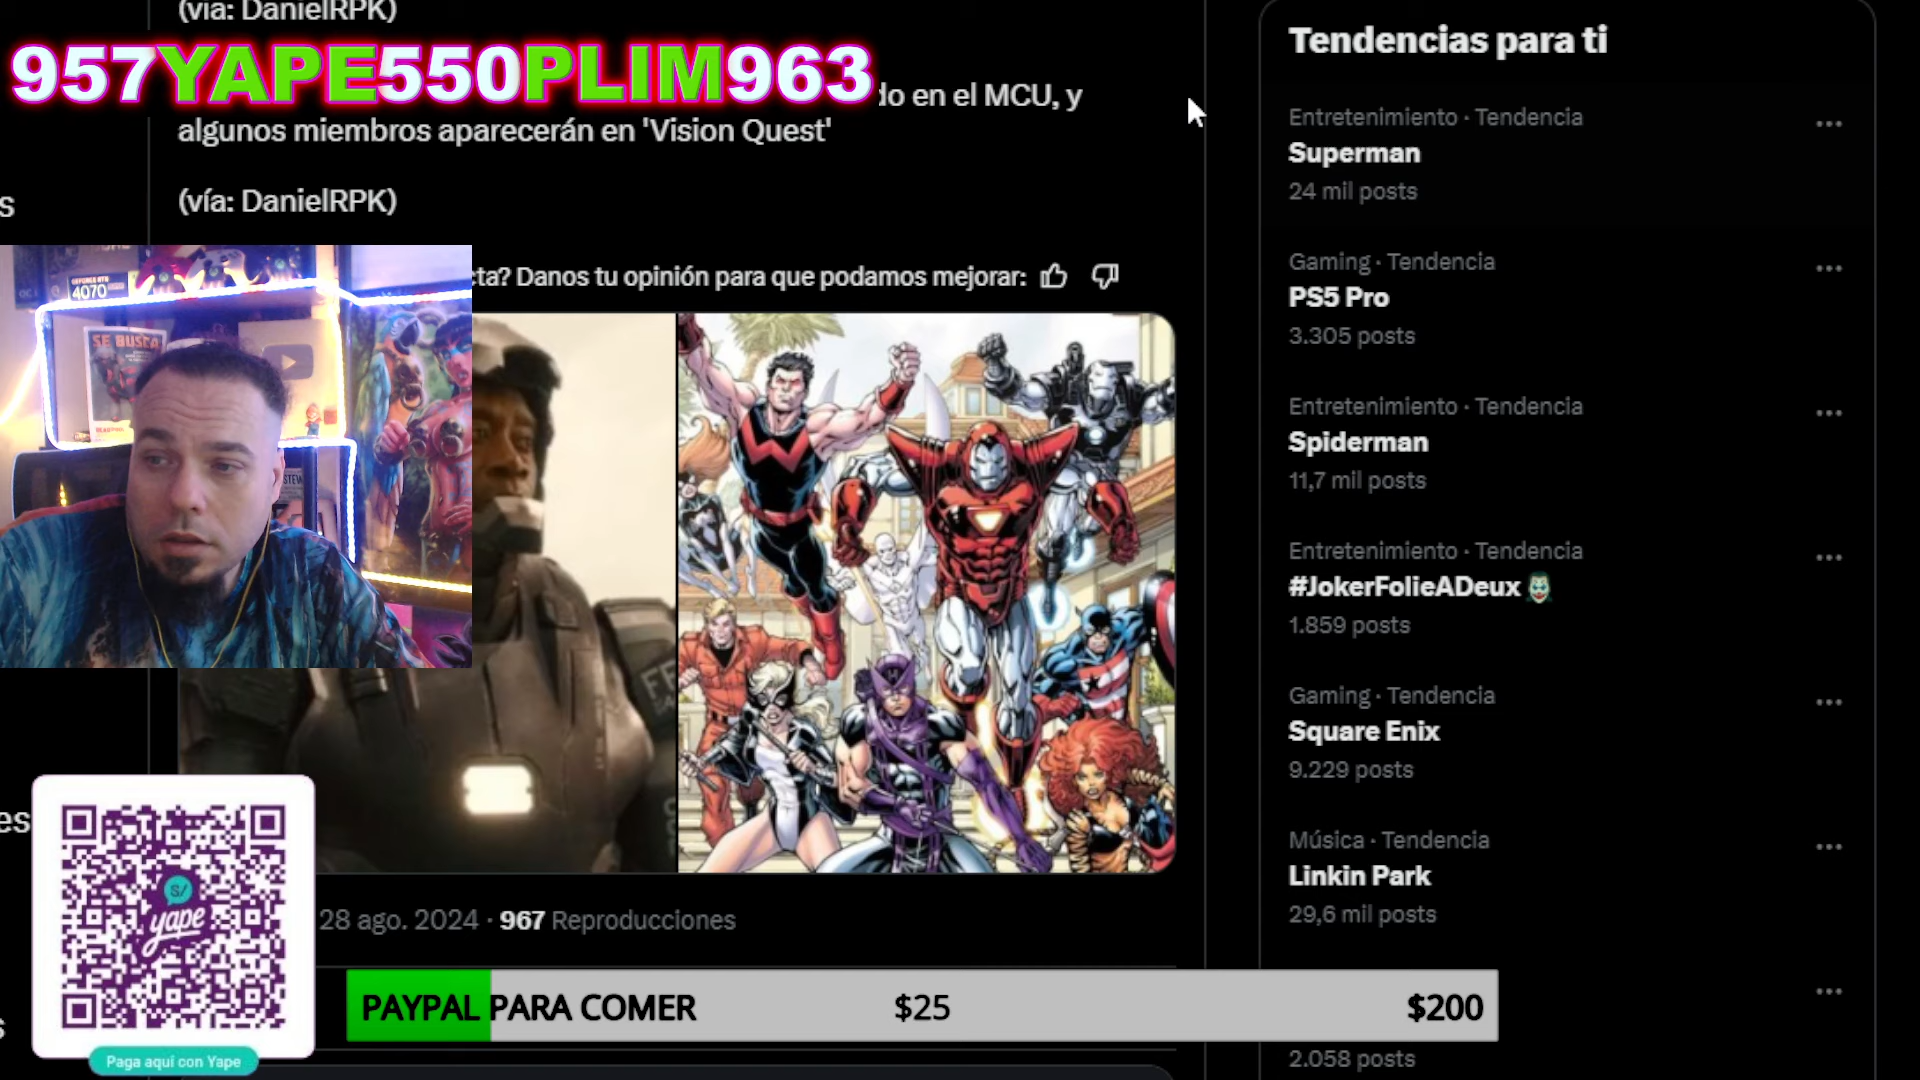 (vía: DanielRPK)
957YAPE550PLIM963
do en el MCU, y
algunos miembros aparecerán en 'Vision Quest'
(vía: DanielRPK)
s
cta? Danos tu opinión para que podamos mejorar:
4070
SE BUSCA
es
S/
yape
Paga aquí con Yape
28 ago. 2024 · 967 Reproducciones
PAYPAL PARA COMER $25 $200
Tendencias para ti
Entretenimiento · Tendencia
Superman
24 mil posts
Gaming · Tendencia
PS5 Pro
3.305 posts
Entretenimiento · Tendencia
Spiderman
11,7 mil posts
Entretenimiento · Tendencia
#JokerFolieADeux
1.859 posts
Gaming · Tendencia
Square Enix
9.229 posts
Música · Tendencia
Linkin Park
29,6 mil posts
2.058 posts